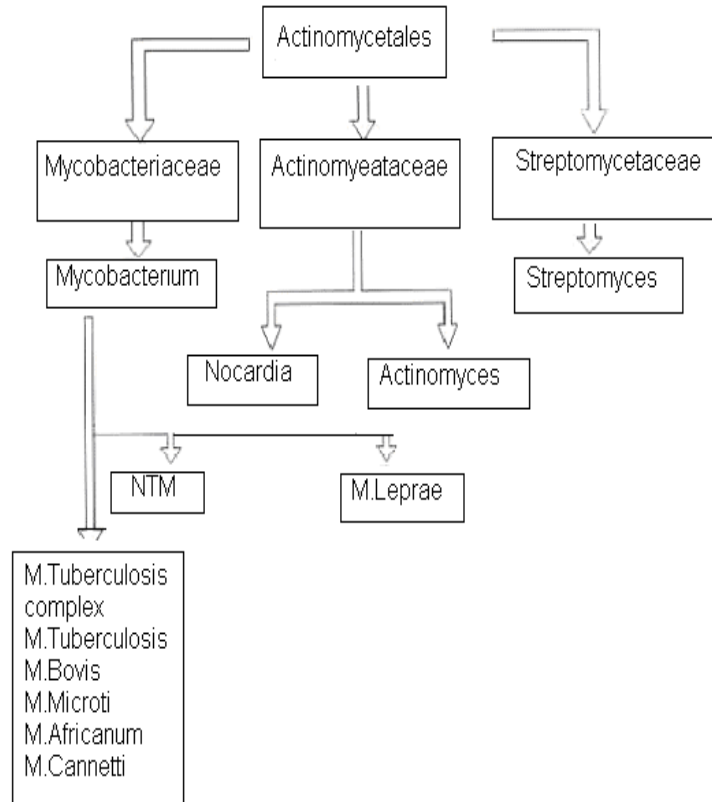 Actinomycetales
Mycobacteriaceae
Actinomyeataceae
Streptomycetaceae
Mycobacterium
Streptomyces
Nocardia
Actinomyces
NTM
M.Leprae
M.Tuberculosis
complex
M.Tuberculosis
M.Bovis
M.Microti
M.Africanum
M.Cannetti